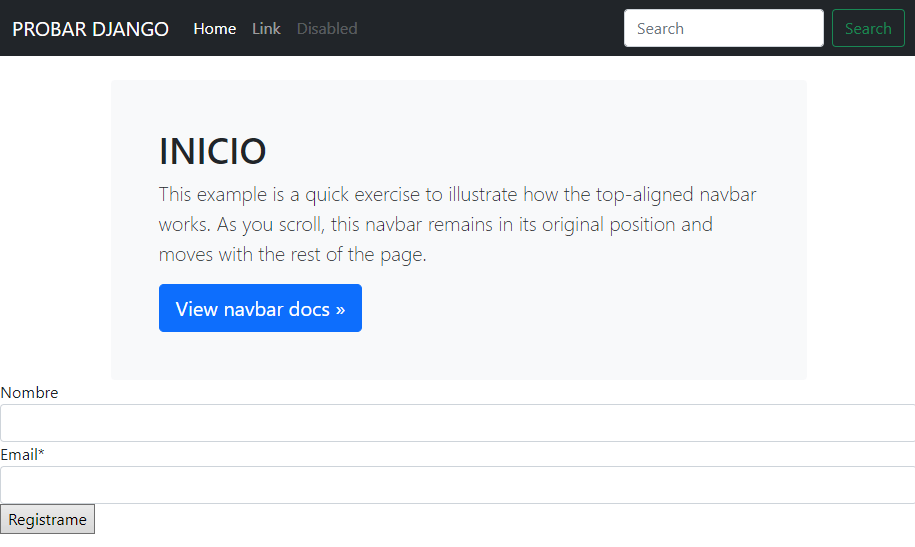 PROBAR DJANGO Home Link Disabled Search Search
INICIO
This example is a quick exercise to illustrate how the top-aligned navbar
works. As you scroll, this navbar remains in its original position and
moves with the rest of the page.
View navbar docs »
Nombre
Email*
Registrame